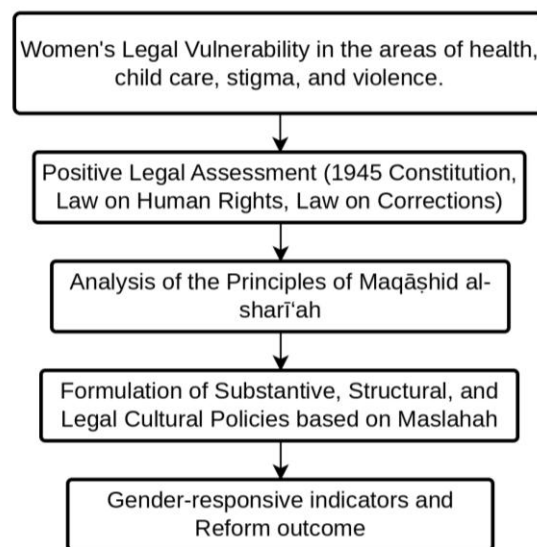 Women's Legal Vulnerability in the areas of health,
child care, stigma, and violence.
Positive Legal Assessment (1945 Constitution,
Law on Human Rights, Law on Corrections)
Analysis of the Principles of Maqāṣhid al-
sharī‘ah
Formulation of Substantive, Structural, and
Legal Cultural Policies based on Maslahah
Gender-responsive indicators and
Reform outcome